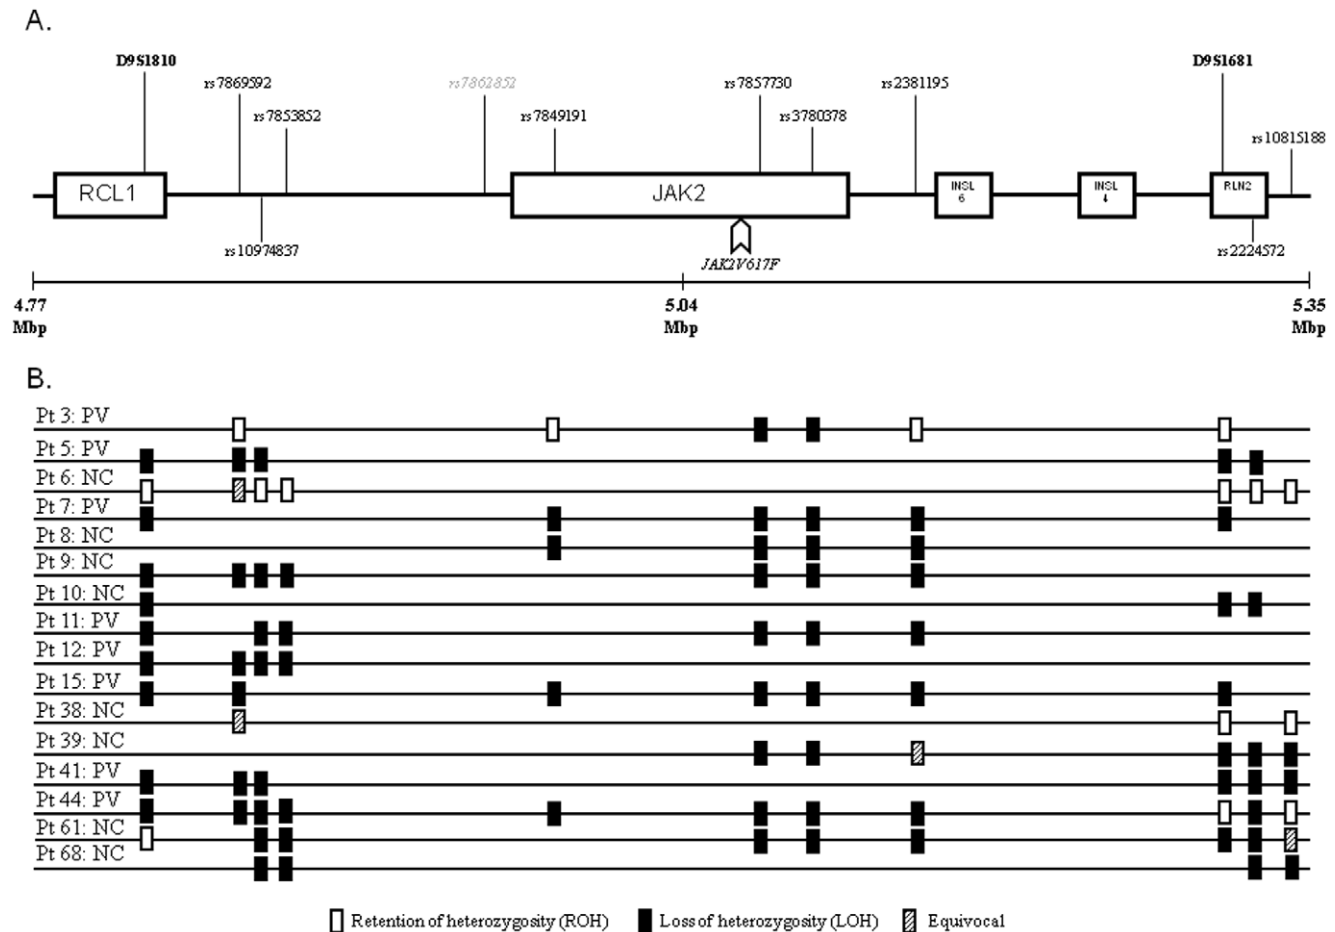 A.
D9S1810
D9S1681
rs7869592
rs7862852
rs7857730
rs2381195
rs7853852
rs7849191
rs3780378
rs10815188
RCL1
JAK2
INSL
6
INSL
4
RLN2
rs10974837
JAK2V617F
rs2224572
4.77
Mbp
5.04
Mbp
5.35
Mbp
B.
Pt 3: PV
Pt 5: PV
Pt 6: NC
Pt 7: PV
Pt 8: NC
Pt 9: NC
Pt 10: NC
Pt 11: PV
Pt 12: PV
Pt 15: PV
Pt 38: NC
Pt 39: NC
Pt 41: PV
Pt 44: PV
Pt 61: NC
Pt 68: NC
Retention of heterozygosity (ROH)
Loss of heterozygosity (LOH)
Equivocal